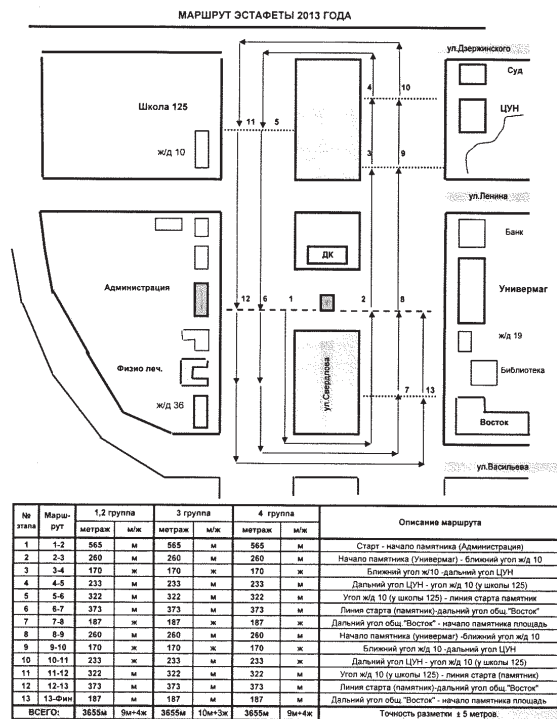 МАРШРУТ ЭСТАФЕТЫ 2013 ГОДА
ул.Дзержинского
Школа 125
ж/д 10
11 5
4 10
3 9
Суд
ЦУН
ул.Ленина
Администрация
Физио леч.
ж/д 36
ДК
12 6 1 2 8
ул.Свердлова
7 13
Банк
Универмаг
ж/д 19
Библиотека
Восток
ул.Васильева
№ этапа Марш-рут 1,2 группа 3 группа 4 группа Описание маршрута
метраж м/ж метраж м/ж метраж м/ж
1 1-2 565 м 565 м 565 м Старт - начало памятника (Администрация)
2 2-3 260 м 260 м 260 м Начало памятника (Универмаг) - ближний угол ж/д 10
3 3-4 170 ж 170 ж 170 ж Ближний угол ж/10 -дальний угол ЦУН
4 4-5 233 м 233 м 233 м Дальний угол ЦУН - угол ж/д 10 (у школы 125)
5 5-6 322 м 322 м 322 м Угол ж/д 10 (у школы 125) - линия старта памятник
6 6-7 373 м 373 м 373 м Линия старта (памятник)-дальний угол общ."Восток"
7 7-8 187 ж 187 ж 187 ж Дальний угол общ."Восток" - начало памятника площадь
8 8-9 260 м 260 м 260 м Начало памятника (универмаг) -ближний угол ж/д 10
9 9-10 170 ж 170 ж 170 ж Ближний угол ж/д 10 -дальний угол ЦУН
10 10-11 233 ж 233 м 233 ж Дальний угол ЦУН - угол ж/д 10 (у школы 125)
11 11-12 322 м 322 м 322 м Угол ж/д 10 (у школы 125) - линия старта (памятник)
12 12-13 373 м 373 м 373 м Линия старта (памятник)-дальний угол общ."Восток"
13 13-Фин 187 м 187 м 187 м Дальний угол общ."Восток" - начало памятника площадь
ВСЕГО: 3655м 9м+4ж 3655м 10м+3ж 3655м 9м+4ж Точность разметки ± 5 метров.